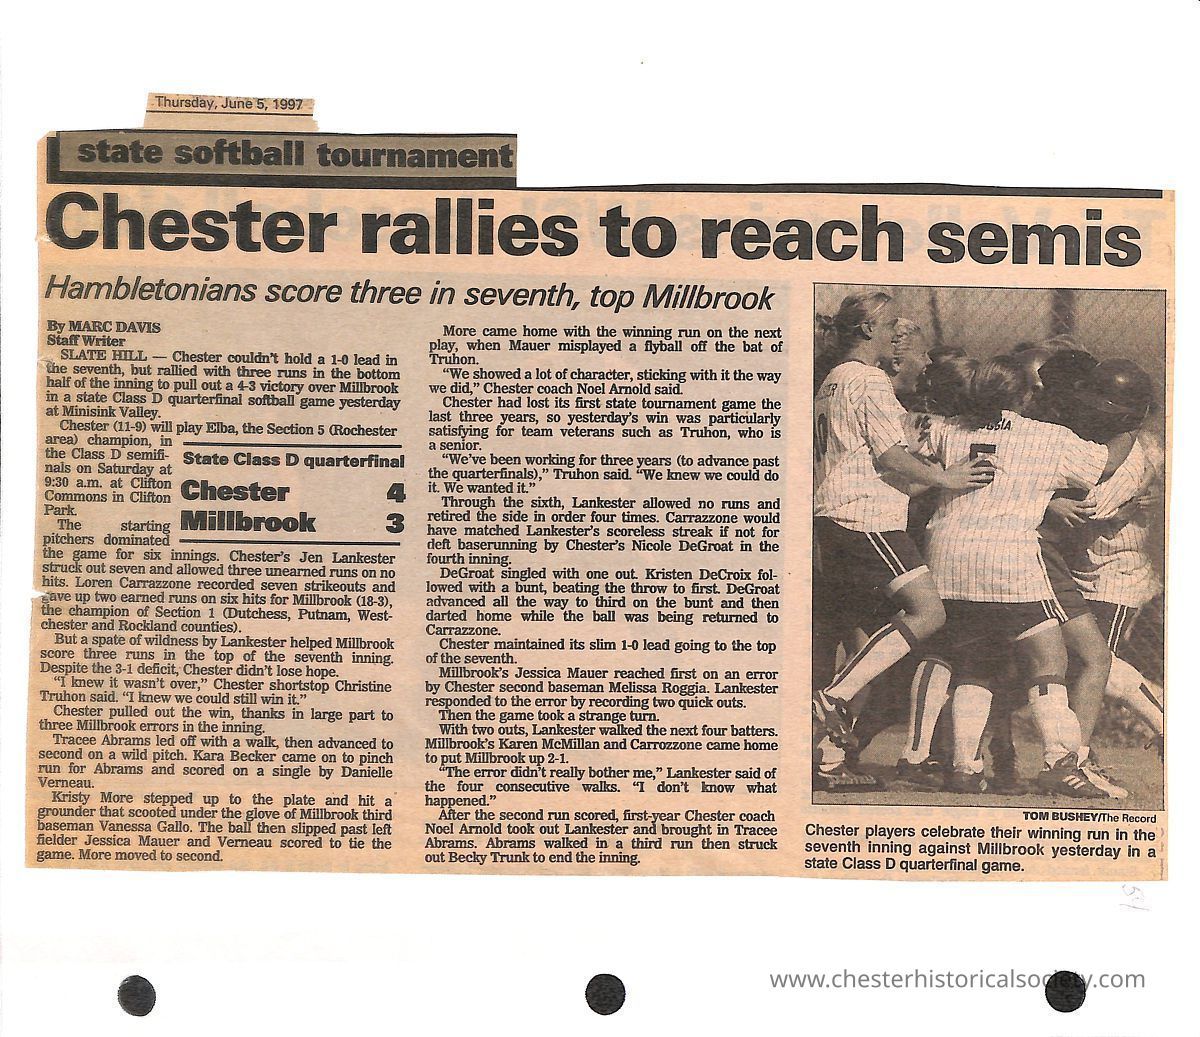 Thursday, June 5, 1997
state softball tournament
Chester rallies to reach semis
Hambletonians score three in seventh, top Millbrook
By MARC DAVIS
Staff Writer
SLATE HILL — Chester couldn't hold a 1-0 lead in
the seventh, but rallied with three runs in the bottom
half of the inning to pull out a 4-3 victory over Millbrook
in a state Class D quarterfinal softball game yesterday
at Minisink Valley.
Chester (11-9) will play Elba, the Section 5 (Rochester
area) champion, in
the Class D semifi-
nals on Saturday at
9:30 a.m. at Clifton
Commons in Clifton
Park.
The starting
pitchers dominated
the game for six innings. Chester's Jen Lankester
struck out seven and allowed three unearned runs on no
hits. Loren Carrazzone recorded seven strikeouts and
gave up two earned runs on six hits for Millbrook (18-3),
the champion of Section 1 (Dutchess, Putnam, West-
chester and Rockland counties).
But a spate of wildness by Lankester helped Millbrook
score three runs in the top of the seventh inning.
Despite the 3-1 deficit, Chester didn't lose hope.
"I knew it wasn't over," Chester shortstop Christine
Truhon said. "I knew we could still win it."
Chester pulled out the win, thanks in large part to
three Millbrook errors in the inning.
Tracee Abrams led off with a walk, then advanced to
second on a wild pitch. Kara Becker came on to pinch
run for Abrams and scored on a single by Danielle
Verneau.
Kristy More stepped up to the plate and hit a
grounder that scooted under the glove of Millbrook third
baseman Vanessa Gallo. The ball then slipped past left
fielder Jessica Mauer and Verneau scored to tie the
game. More moved to second.
State Class D quarterfinal
Chester 4
Millbrook 3
More came home with the winning run on the next
play, when Mauer misplayed a flyball off the bat of
Truhon.
"We showed a lot of character, sticking with it the way
we did," Chester coach Noel Arnold said.
Chester had lost its first state tournament game the
last three years, so yesterday's win was particularly
satisfying for team veterans such as Truhon, who is
a senior.
"We've been working for three years (to advance past
the quarterfinals)," Truhon said. "We knew we could do
it. We wanted it."
Through the sixth, Lankester allowed no runs and
retired the side in order four times. Carrazzone would
have matched Lankester's scoreless streak if not for
deft baserunning by Chester's Nicole DeGroat in the
fourth inning.
DeGroat singled with one out. Kristen DeCroix fol-
lowed with a bunt, beating the throw to first. DeGroat
advanced all the way to third on the bunt and then
darted home while the ball was being returned to
Carrazzone.
Chester maintained its slim 1-0 lead going to the top
of the seventh.
Millbrook's Jessica Mauer reached first on an error
by Chester second baseman Melissa Roggia. Lankester
responded to the error by recording two quick outs.
Then the game took a strange turn.
With two outs, Lankester walked the next four batters.
Millbrook's Karen McMillan and Carrozzone came home
to put Millbrook up 2-1.
"The error didn't really bother me," Lankester said of
the four consecutive walks. "I don't know what
happened."
After the second run scored, first-year Chester coach
Noel Arnold took out Lankester and brought in Tracee
Abrams. Abrams walked in a third run then struck
out Becky Trunk to end the inning.
TOM BUSHEY/The Record
Chester players celebrate their winning run in the
seventh inning against Millbrook yesterday in a
state Class D quarterfinal game.
www.chesterhistoricalsociety.com